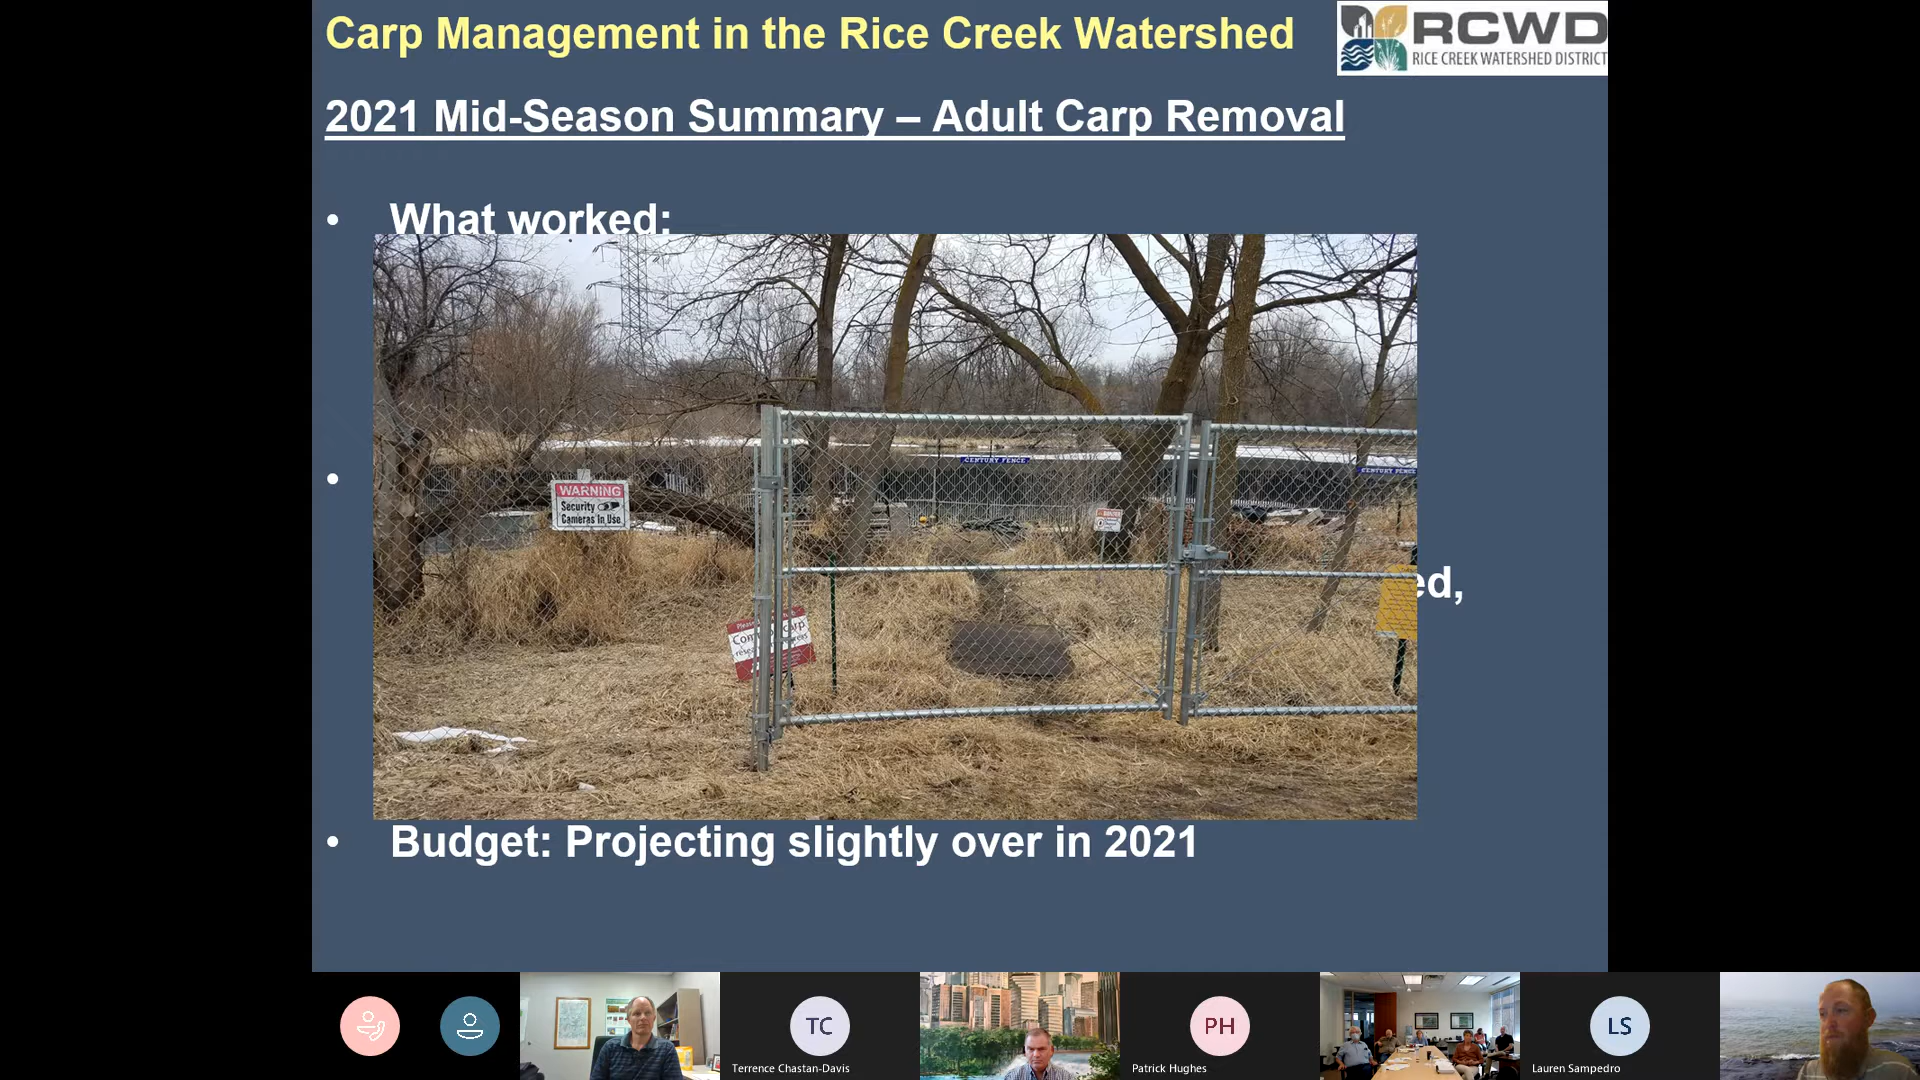 Carp Management in the Rice Creek Watershed
RCWD
RICE CREEK WATERSHED DISTRICT
2021 Mid-Season Summary – Adult Carp Removal
• What worked:
CENTURY FENCE
CENTURY FENCE
WARNING
Security
Cameras In Use
ed,
• Budget: Projecting slightly over in 2021
TC
Terrence Chastan-Davis
PH
Patrick Hughes
LS
Lauren Sampedro